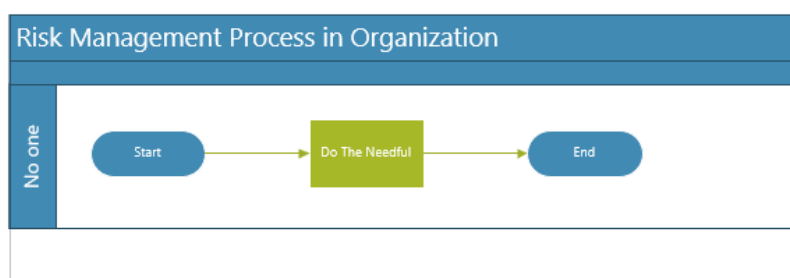 Risk Management Process in Organization
No one
Start
Do The Needful
End